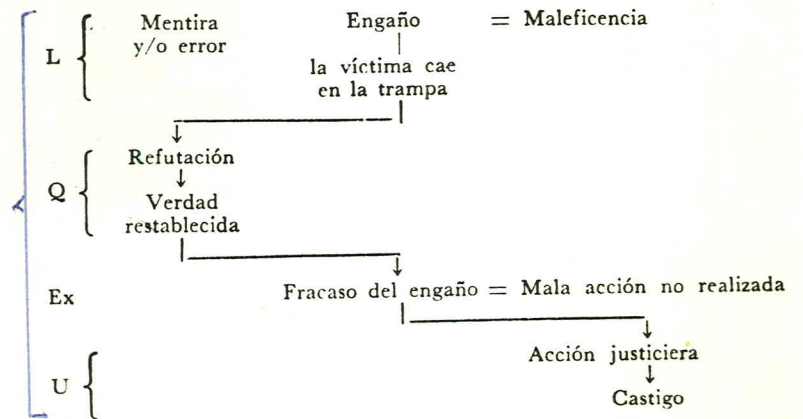 L Mentira y/o error Engaño = Maleficencia
la víctima cae
en la trampa
Refutación
Q Verdad
restablecida
Ex Fracaso del engaño = Mala acción no realizada
Acción justiciera
U
Castigo